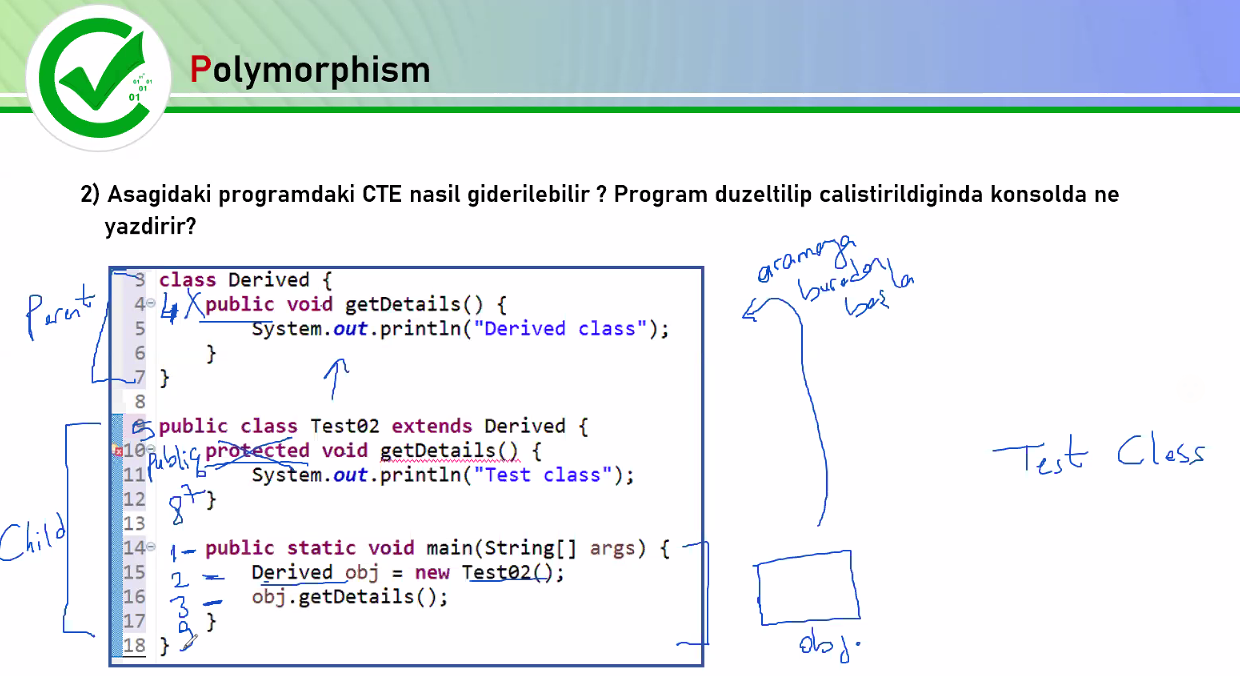 Polymorphism
01 01
01
01
2) Asagidaki programdaki CTE nasil giderilebilir ? Program duzeltilip calistirildiginda konsolda ne
yazdirir?
aramaya
buradan
basla
Parent
3 class Derived {
4 4 X public void getDetails() {
5 System.out.println("Derived class");
6 }
7 }
8
9 5 public class Test02 extends Derived {
10 public protected void getDetails() {
11 6 System.out.println("Test class");
12 8 7 }
13
Child
14 1- public static void main(String[] args) {
15 2 - Derived obj = new Test02();
16 3 - obj.getDetails();
17 9 }
18 }
Test Class
obj.